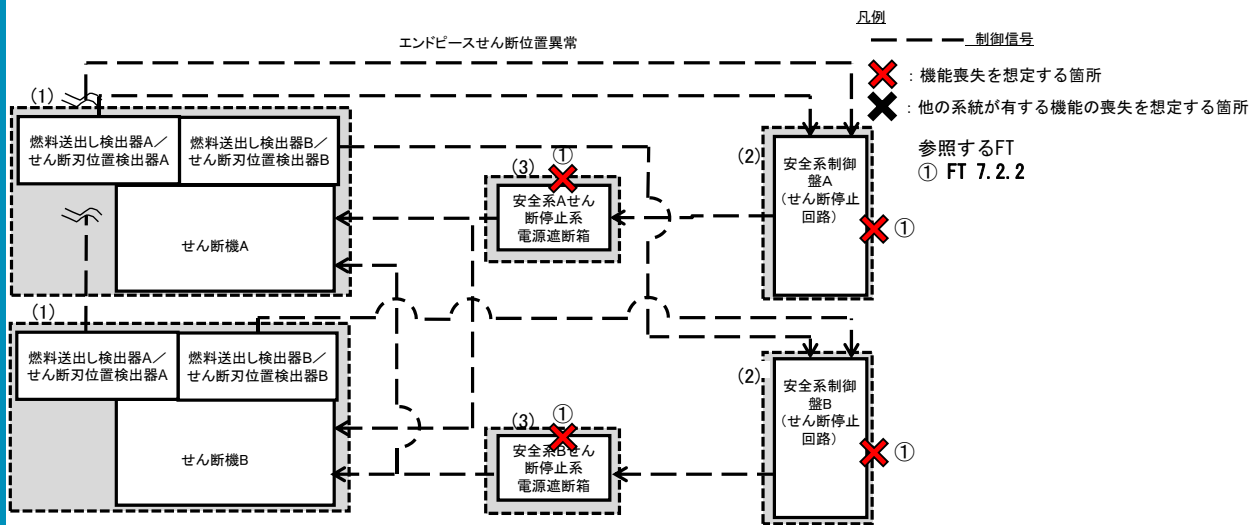 凡例
制御信号
：機能喪失を想定する箇所
：他の系統が有する機能の喪失を想定する箇所
参照するFT
① FT 7.2.2
エンドピースせん断位置異常
(1)
燃料送出し検出器A／
せん断刃位置検出器A
燃料送出し検出器B／
せん断刃位置検出器B
せん断機A
(3)
①
安全系Aせん
断停止系
電源遮断箱
(2)
安全系制御
盤A
(せん断停止
回路)
①
(1)
燃料送出し検出器A／
せん断刃位置検出器A
燃料送出し検出器B／
せん断刃位置検出器B
せん断機B
(3)
①
安全系Bせん
断停止系
電源遮断箱
(2)
安全系制御
盤B
(せん断停止
回路)
①